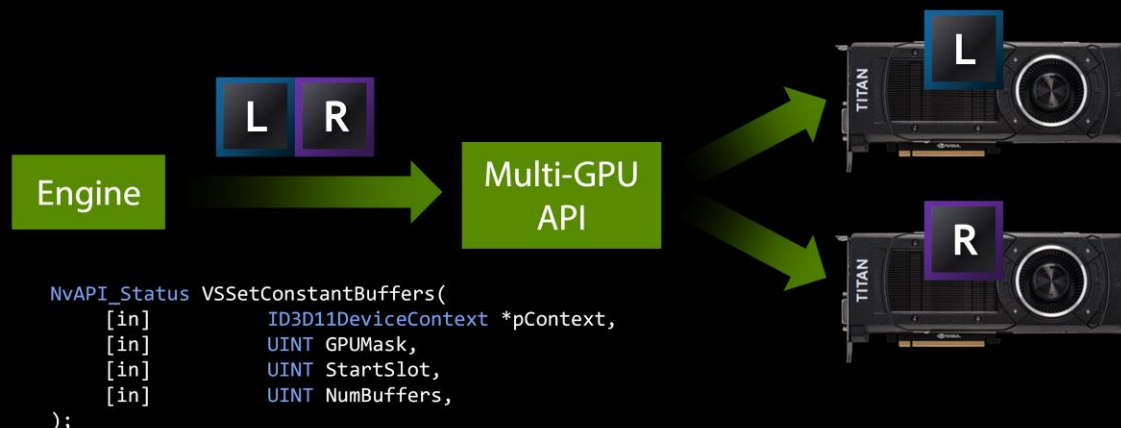 L
L R
TITAN
Engine
Multi-GPU
API
R
TITAN
NvAPI_Status VSSetConstantBuffers(
[in] ID3D11DeviceContext *pContext,
[in] UINT GPUMask,
[in] UINT StartSlot,
[in] UINT NumBuffers,
);